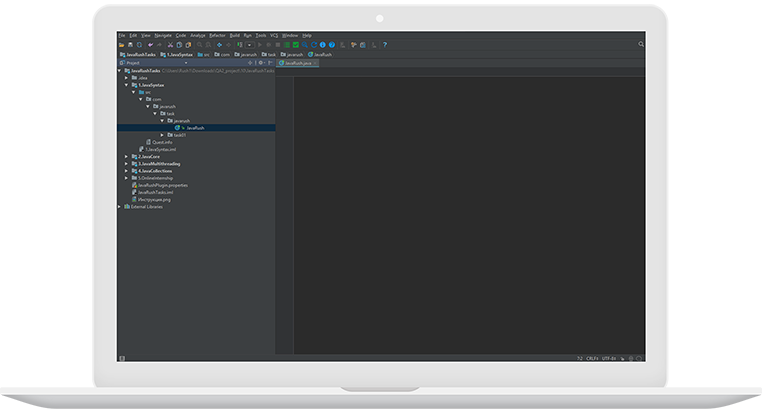 File Edit View Navigate Code Analyze Refactor Build Run Tools VCS Window Help
JavaRushTasks 1.JavaSyntax src com javarush task javarush JavaRush
Project
JavaRush.java
JavaRushTasks
.idea
1.JavaSyntax
src
com
javarush
task
javarush
JavaRush
task01
Quest.info
1.JavaSyntax.iml
2.JavaCore
3.JavaMultithreading
4.JavaCollections
5.OnlineInternship
JavaRushPlugin.properties
JavaRushTasks.iml
Инструкция.png
External Libraries
7:2 CRLF÷ UTF-8÷